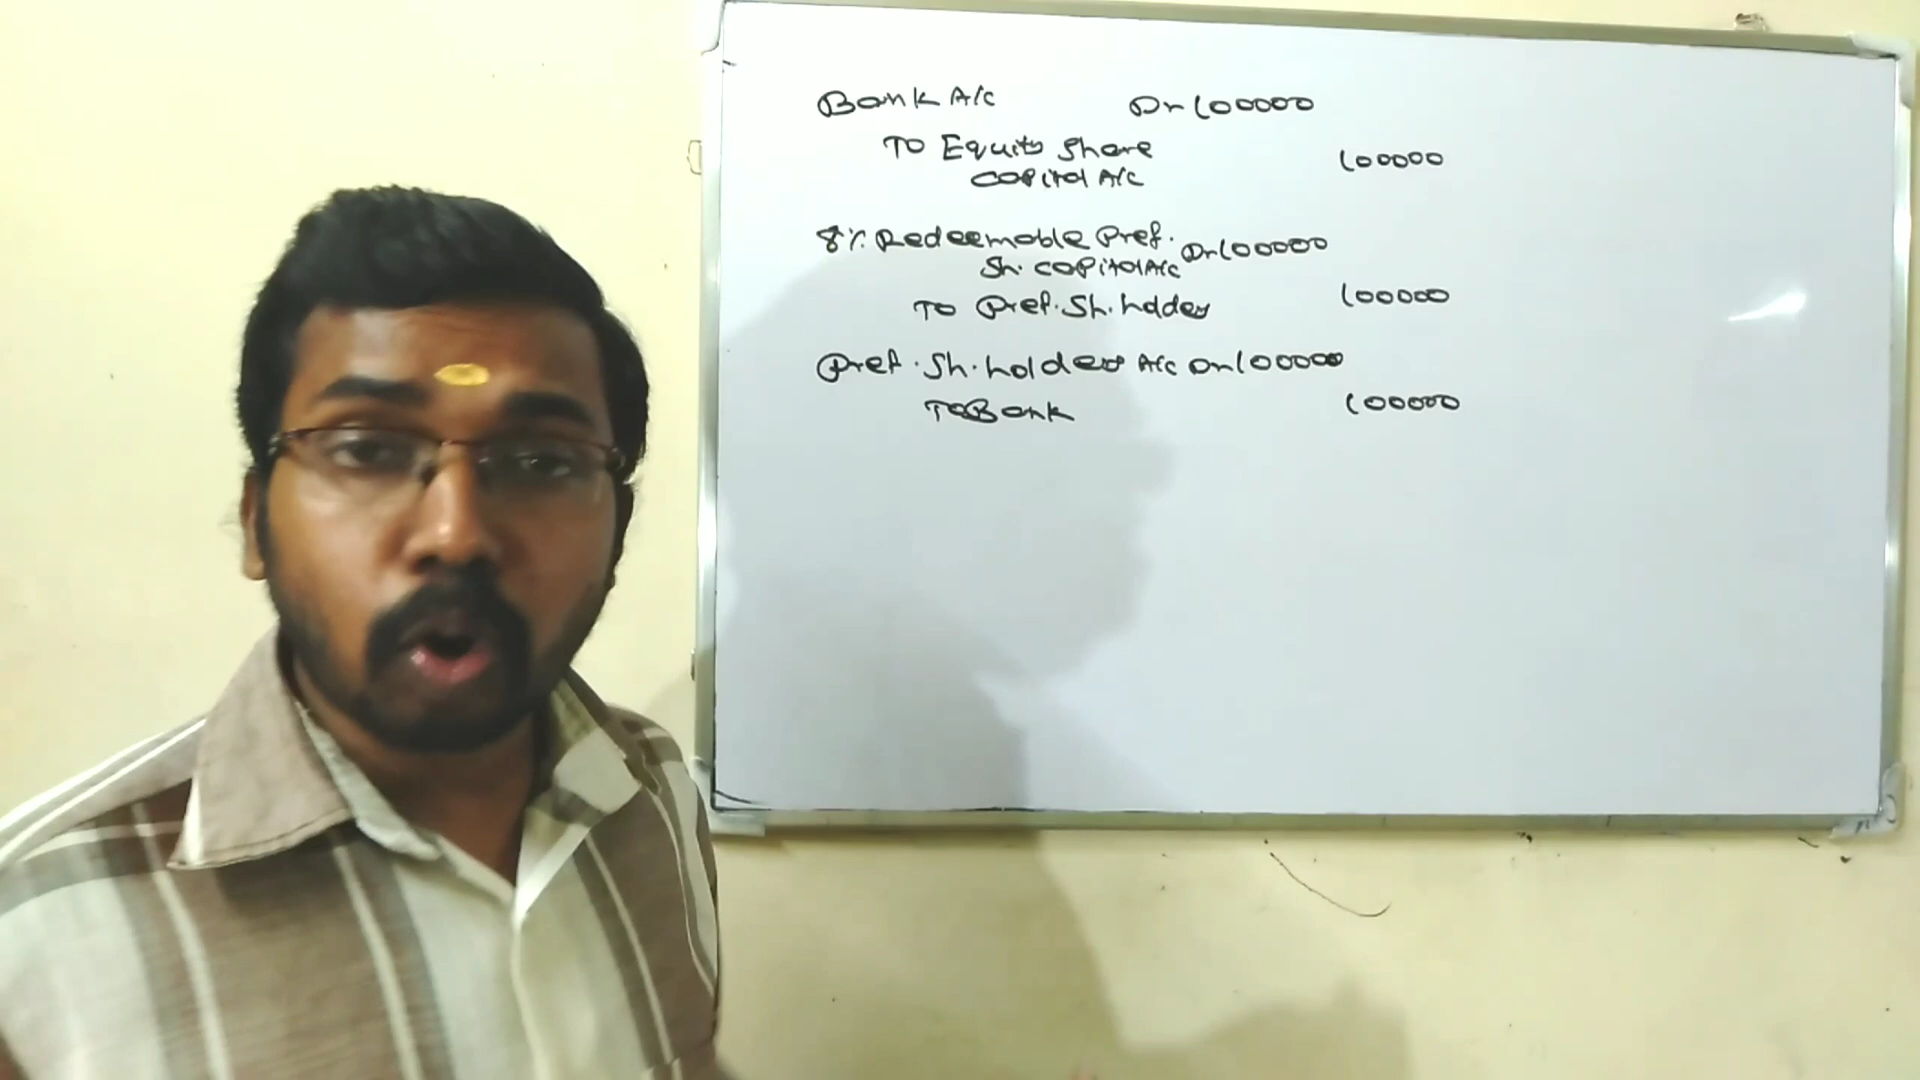 Bank A/c Dr 100000
To Equity Share 100000
Capital A/c
8% Redeemable Pref. Dr 100000
Sh. Capital A/c
To Pref. Sh. holder 100000
Pref. Sh. holders A/c Dr 100000
To Bank 100000